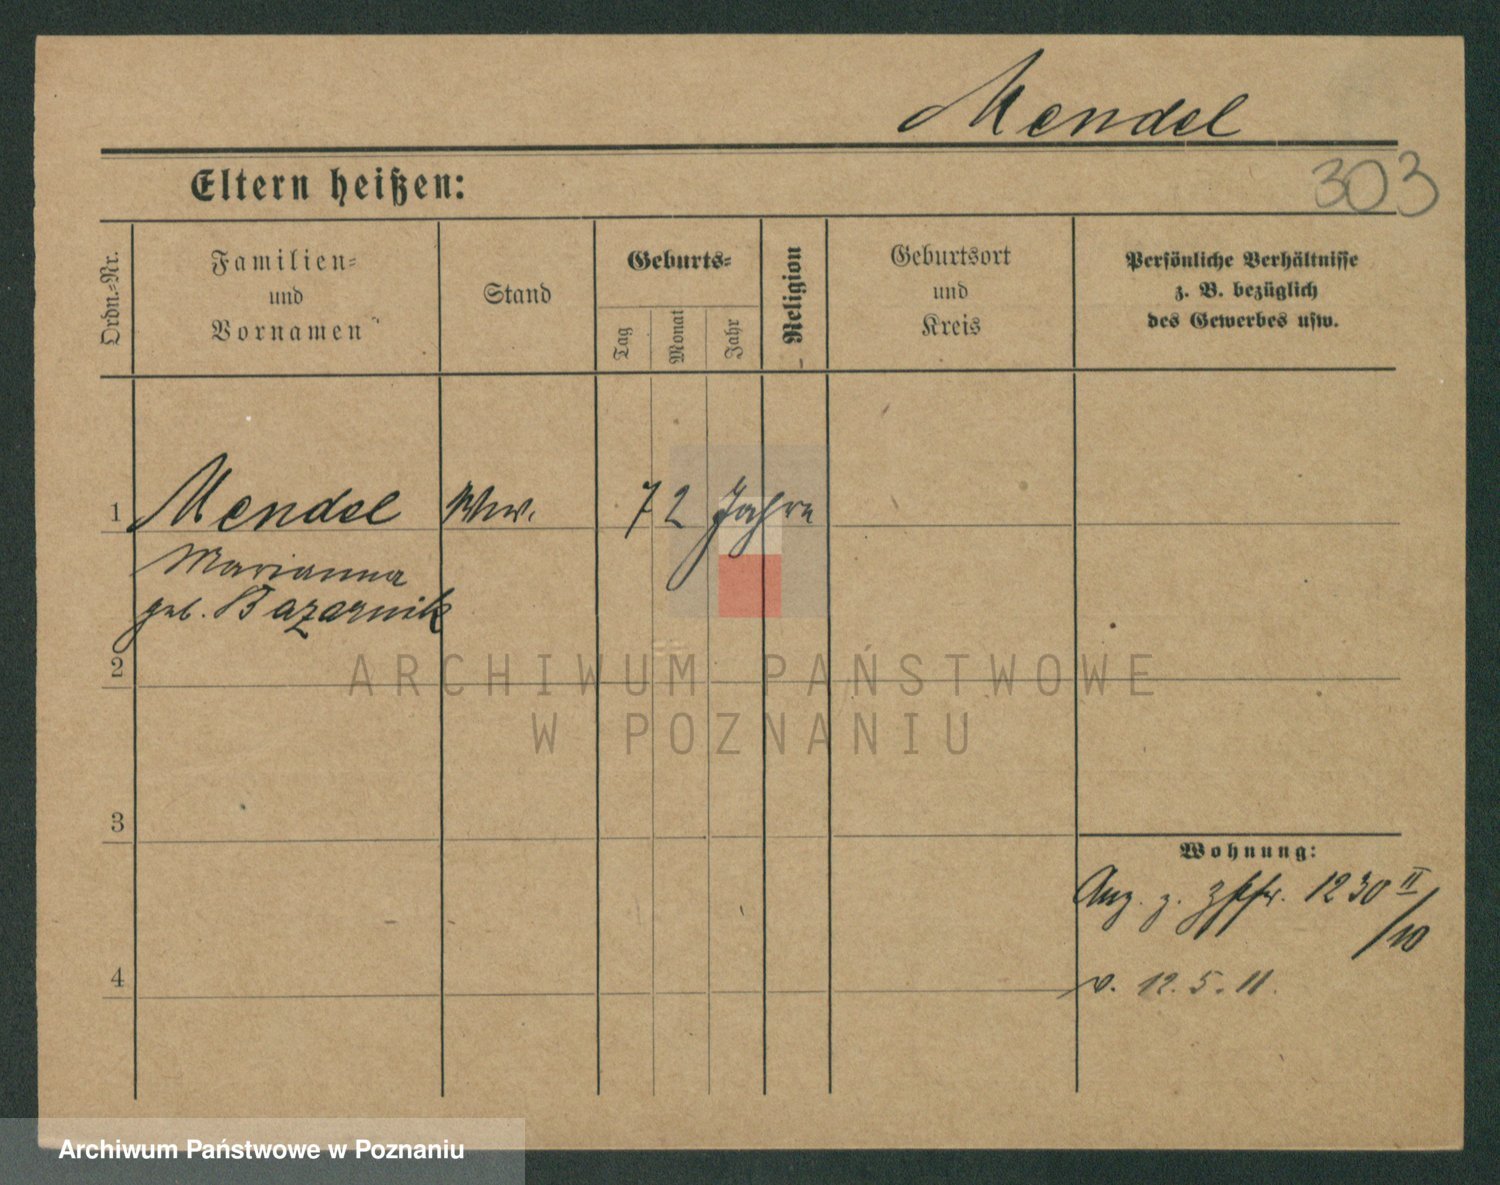 Mendel
Eltern heißen:
303
Ordn.-Nr.
Familien-
und
Vornamen
Stand
Geburts-
Tag
Monat
Jahr
Religion
Geburtsort
und
Kreis
Persönliche Verhältnisse
z. B. bezüglich
des Gewerbes usw.
1 Mendel Ww. 72 Jahre
Marianna
geb. Bazarnik
2
ARCHIWUM PAŃSTWOWE
W POZNANIU
3
Wohnung:
Anz. z. 1230 II
/10
4
v. 12.5.11.
Archiwum Państwowe w Poznaniu